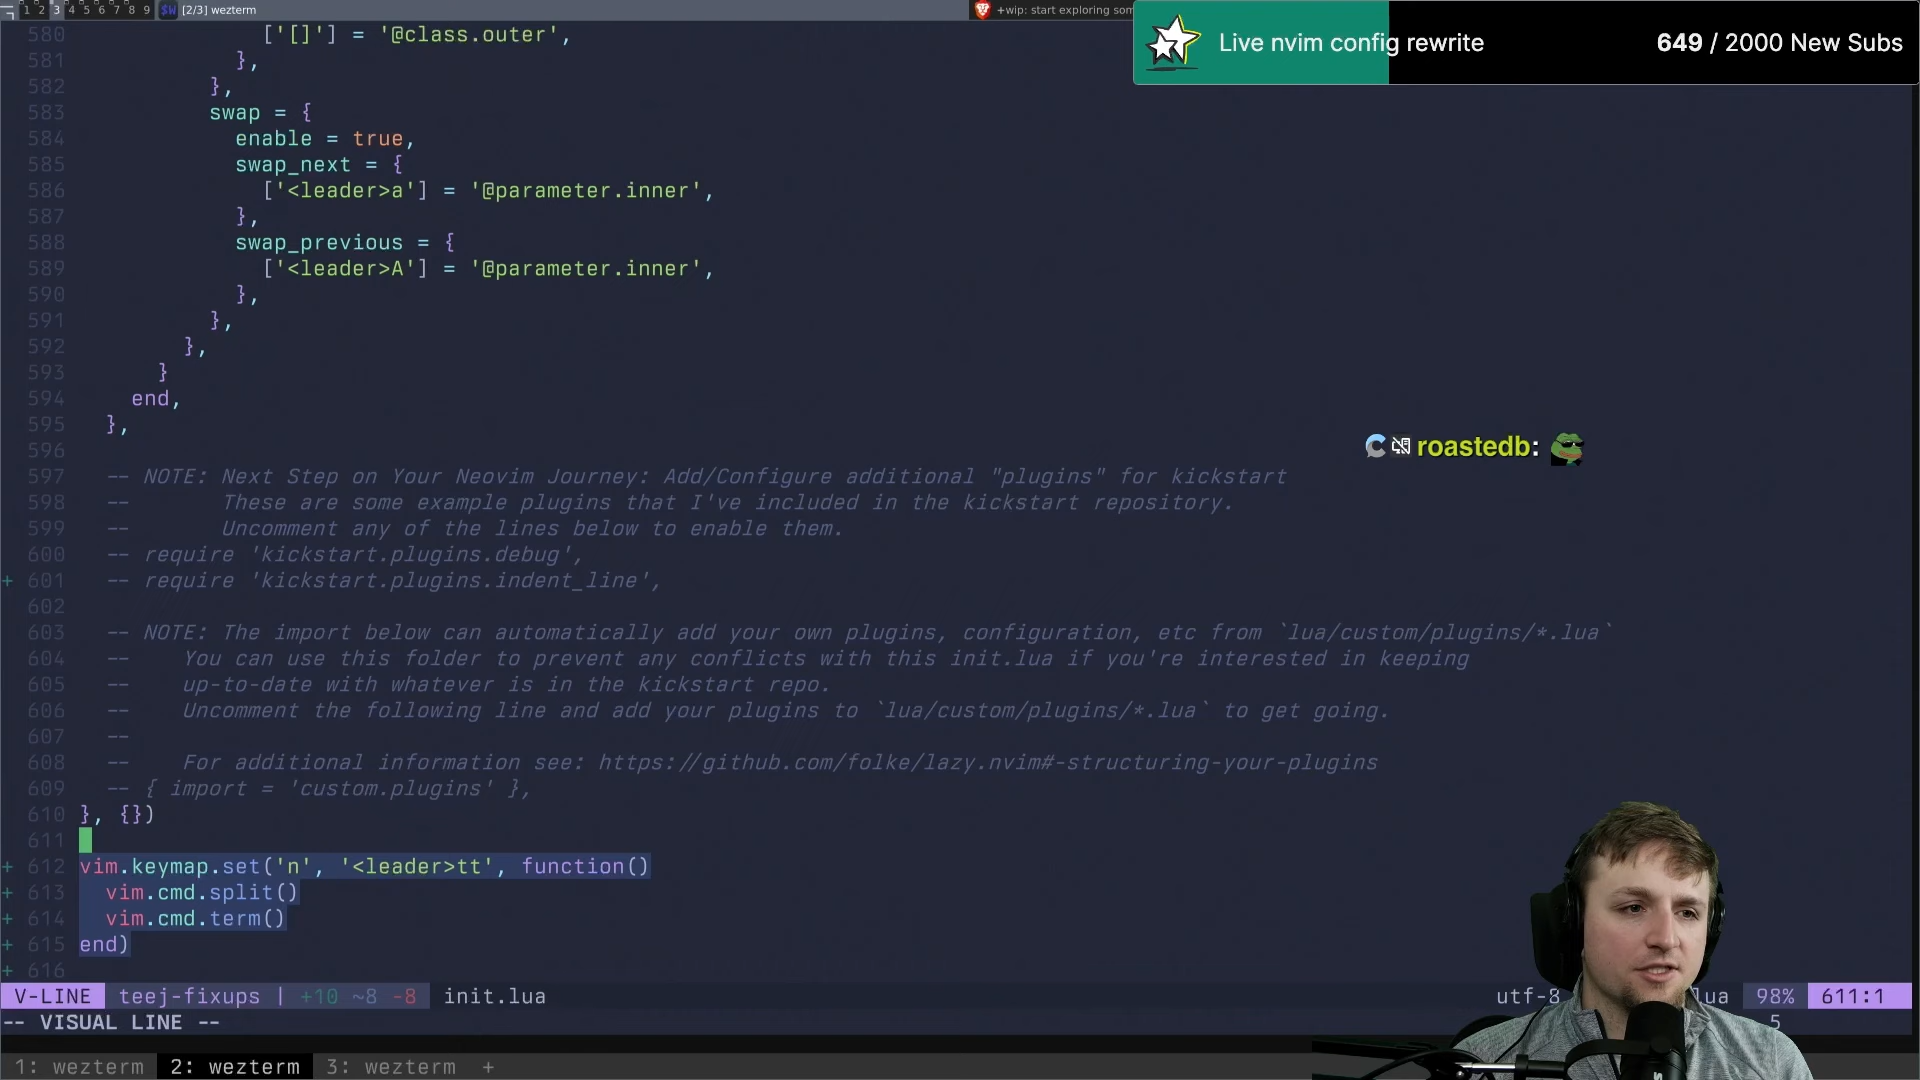 1 2 3 4 5 6 7 8 9 $W [2/3] wezterm
+wip: start exploring som
Live nvim config rewrite
649 / 2000 New Subs
580 ['[]'] = '@class.outer',
581 },
582 },
583 swap = {
584 enable = true,
585 swap_next = {
586 ['<leader>a'] = '@parameter.inner',
587 },
588 swap_previous = {
589 ['<leader>A'] = '@parameter.inner',
590 },
591 },
592 },
593 }
594 end,
595 },
596
roastedb:
597 -- NOTE: Next Step on Your Neovim Journey: Add/Configure additional "plugins" for kickstart
598 -- These are some example plugins that I've included in the kickstart repository.
599 -- Uncomment any of the lines below to enable them.
600 -- require 'kickstart.plugins.debug',
+ 601 -- require 'kickstart.plugins.indent_line',
602
603 -- NOTE: The import below can automatically add your own plugins, configuration, etc from `lua/custom/plugins/*.lua`
604 -- You can use this folder to prevent any conflicts with this init.lua if you're interested in keeping
605 -- up-to-date with whatever is in the kickstart repo.
606 -- Uncomment the following line and add your plugins to `lua/custom/plugins/*.lua` to get going.
607 --
608 -- For additional information see: https://github.com/folke/lazy.nvim#-structuring-your-plugins
609 -- { import = 'custom.plugins' },
610 }, {})
611
+ 612 vim.keymap.set('n', '<leader>tt', function()
+ 613 vim.cmd.split()
+ 614 vim.cmd.term()
+ 615 end)
+ 616
V-LINE teej-fixups | +10 ~8 -8 init.lua utf-8 lua 98% 611:1
-- VISUAL LINE -- 5
1: wezterm 2: wezterm 3: wezterm +